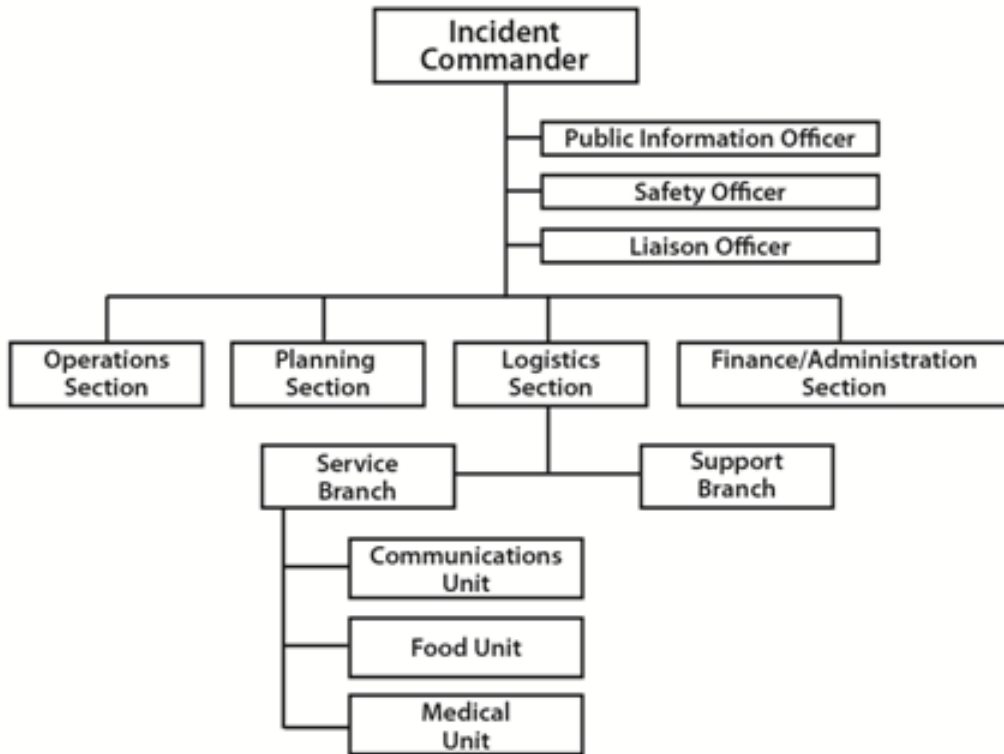 Incident
Commander
Public Information Officer
Safety Officer
Liaison Officer
Operations
Section
Planning
Section
Logistics
Section
Finance/Administration
Section
Service
Branch
Support
Branch
Communications
Unit
Food Unit
Medical
Unit